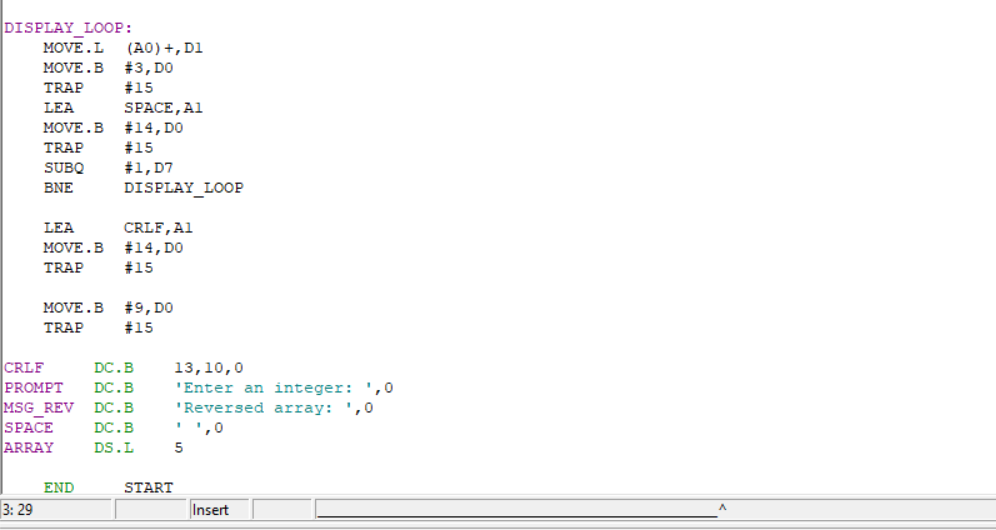 DISPLAY_LOOP:
    MOVE.L  (A0)+,D1
    MOVE.B  #3,D0
    TRAP    #15
    LEA     SPACE,A1
    MOVE.B  #14,D0
    TRAP    #15
    SUBQ    #1,D7
    BNE     DISPLAY_LOOP

    LEA     CRLF,A1
    MOVE.B  #14,D0
    TRAP    #15

    MOVE.B  #9,D0
    TRAP    #15

CRLF     DC.B    13,10,0
PROMPT   DC.B    'Enter an integer: ',0
MSG_REV  DC.B    'Reversed array: ',0
SPACE    DC.B    ' ',0
ARRAY    DS.L    5

    END     START
3: 29 Insert ^